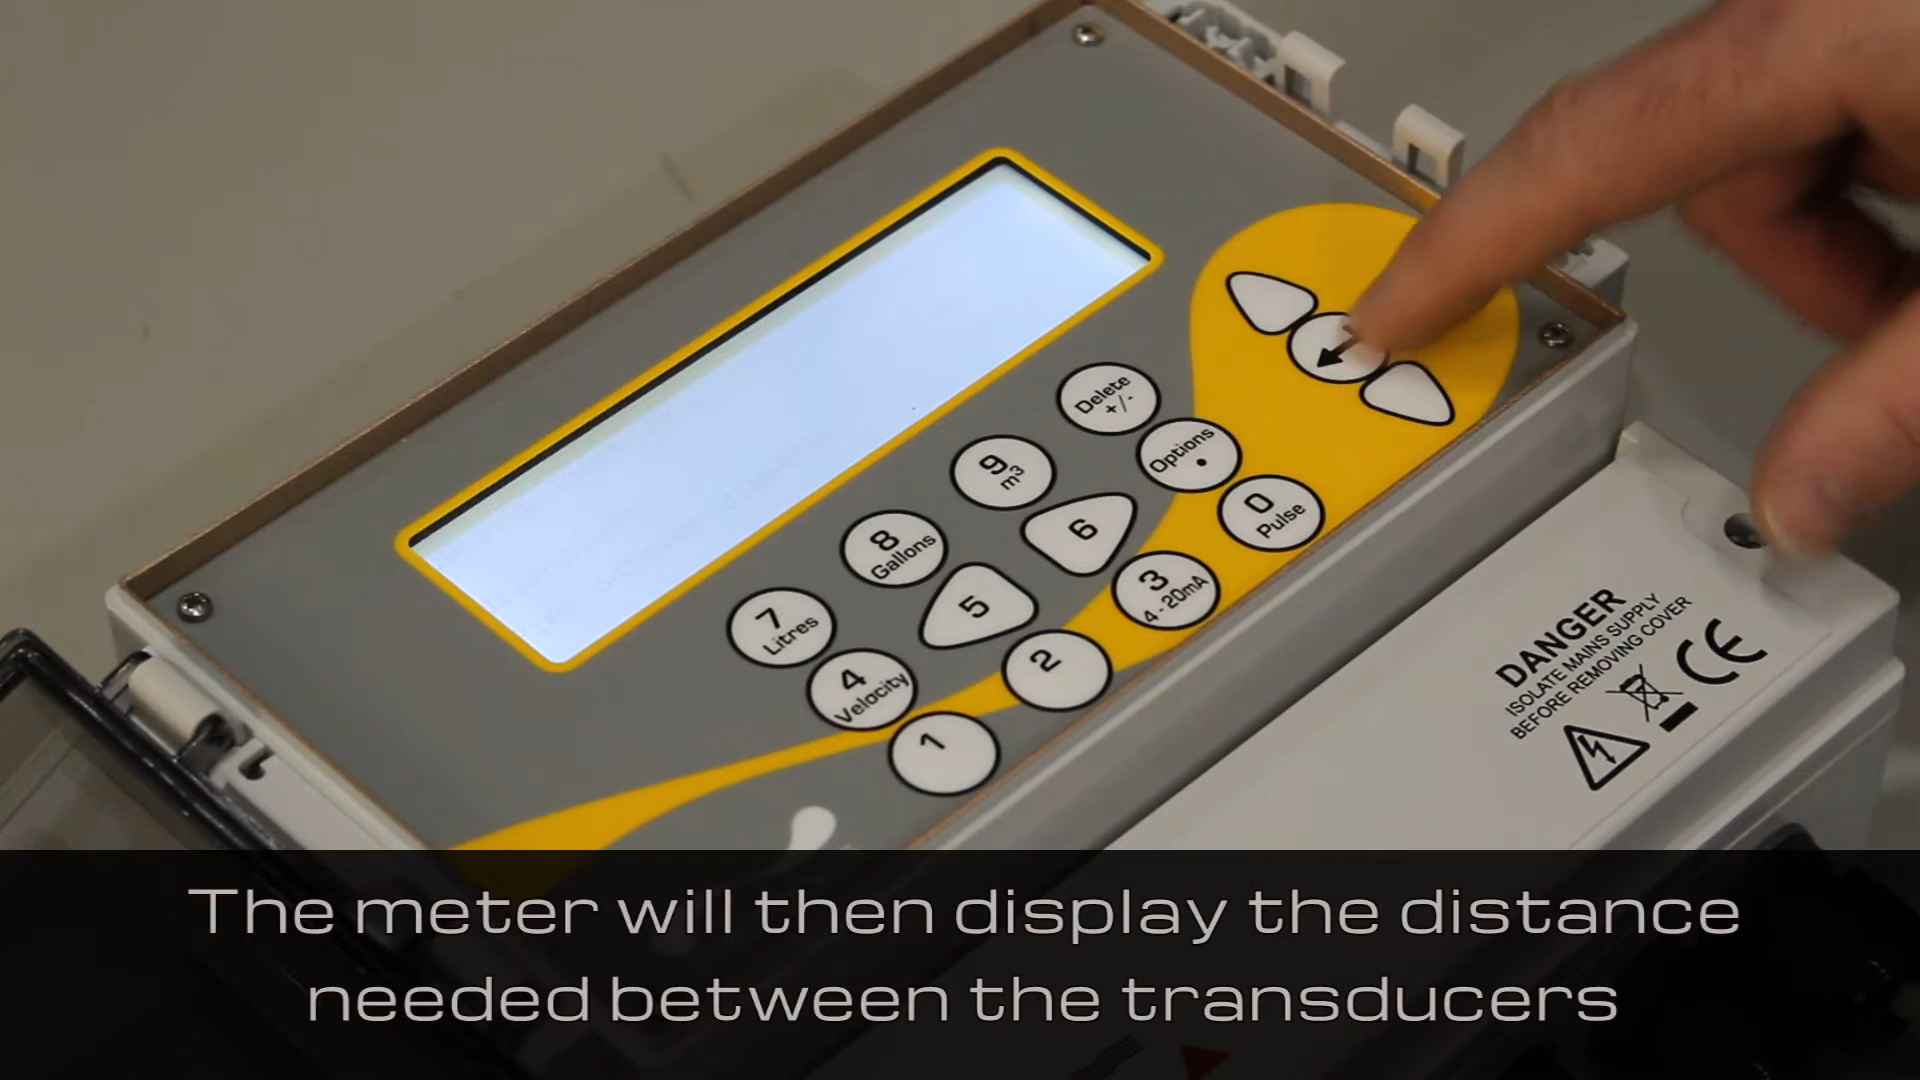 Delete
+/-
Options
•
9
m³
6
0
Pulse
8
Gallons
5
3
4-20mA
7
Litres
4
Velocity
2
1
DANGER
ISOLATE MAINS SUPPLY
BEFORE REMOVING COVER
CE
The meter will then display the distance
needed between the transducers